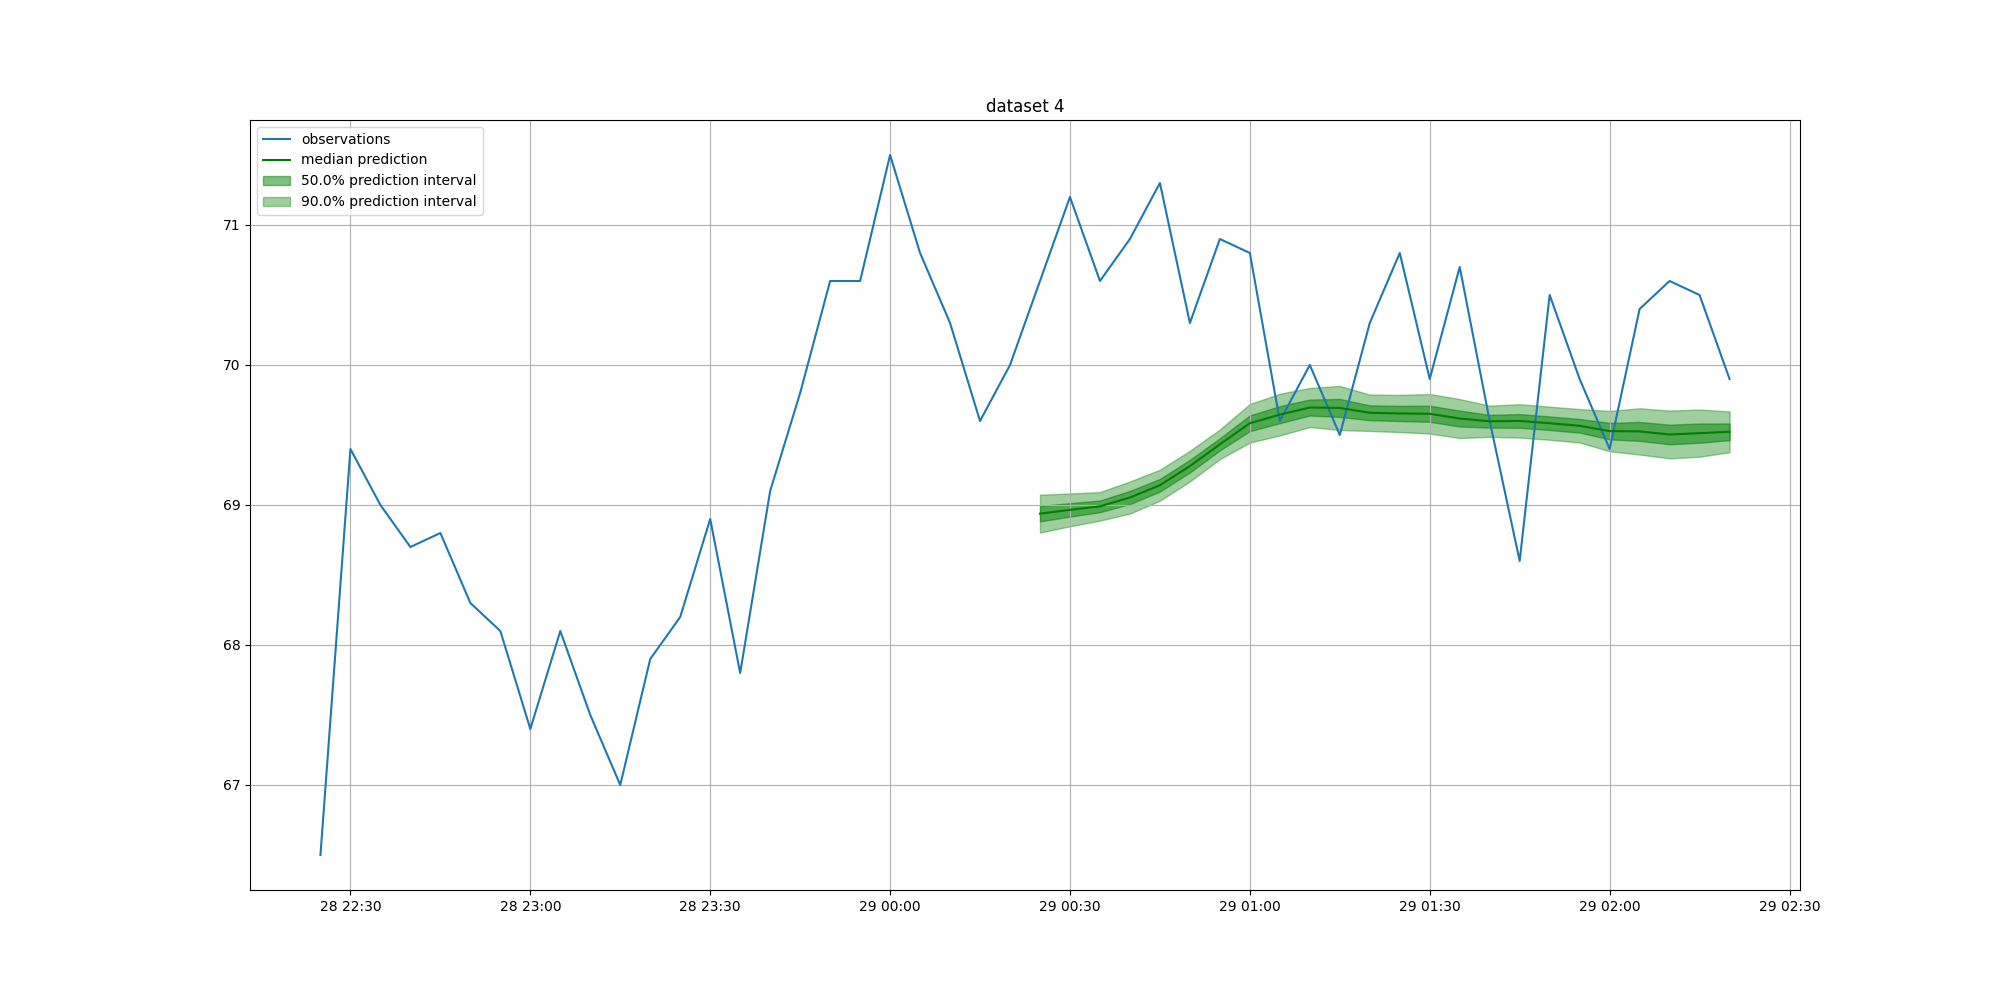 dataset 4
observations
median prediction
50.0% prediction interval
90.0% prediction interval
71
70
69
68
67
28 22:30
28 23:00
28 23:30
29 00:00
29 00:30
29 01:00
29 01:30
29 02:00
29 02:30